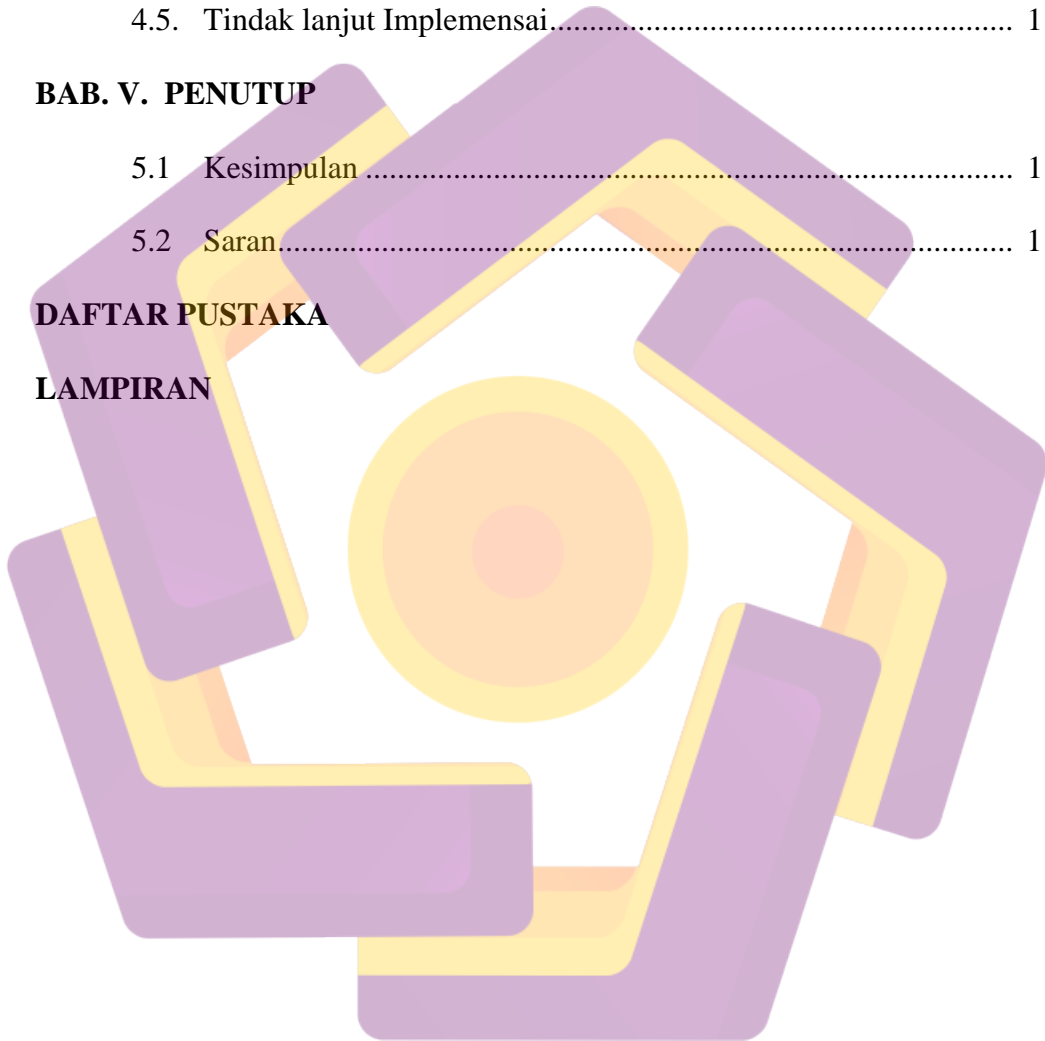 4.5. Tindak lanjut Implemensai.......................................................... 1
BAB. V. PENUTUP
5.1 Kesimpulan ................................................................................. 1
5.2 Saran............................................................................................ 1
DAFTAR PUSTAKA
LAMPIRAN